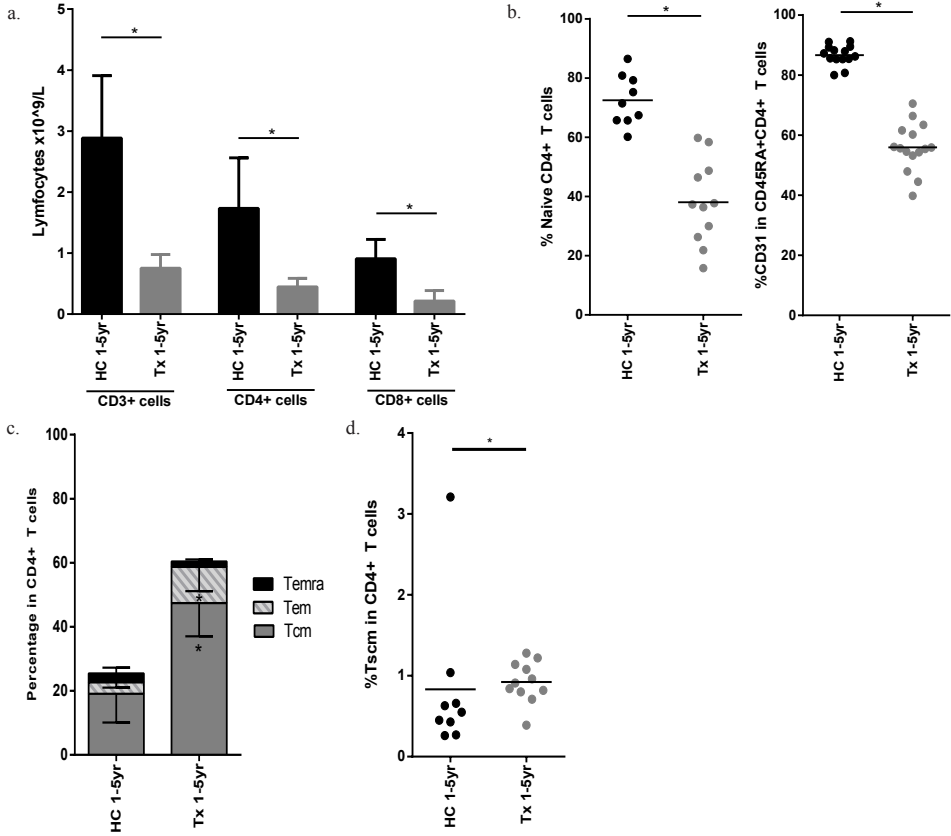 a.
Lymfocytes x10^9/L
5
4
3
2
1
0
*
*
*
HC 1-5yr
Tx 1-5yr
HC 1-5yr
Tx 1-5yr
HC 1-5yr
Tx 1-5yr
CD3+ cells
CD4+ cells
CD8+ cells
b.
% Naive CD4+ T cells
100
80
60
40
20
0
*
HC 1-5yr
Tx 1-5yr
%CD31 in CD45RA+CD4+ T cells
100
80
60
40
20
0
*
HC 1-5yr
Tx 1-5yr
c.
Percentage in CD4+ T cells
100
80
60
40
20
0
*
*
HC 1-5yr
Tx 1-5yr
Temra
Tem
Tcm
d.
%Tscm in CD4+ T cells
4
3
2
1
0
*
HC 1-5yr
Tx 1-5yr